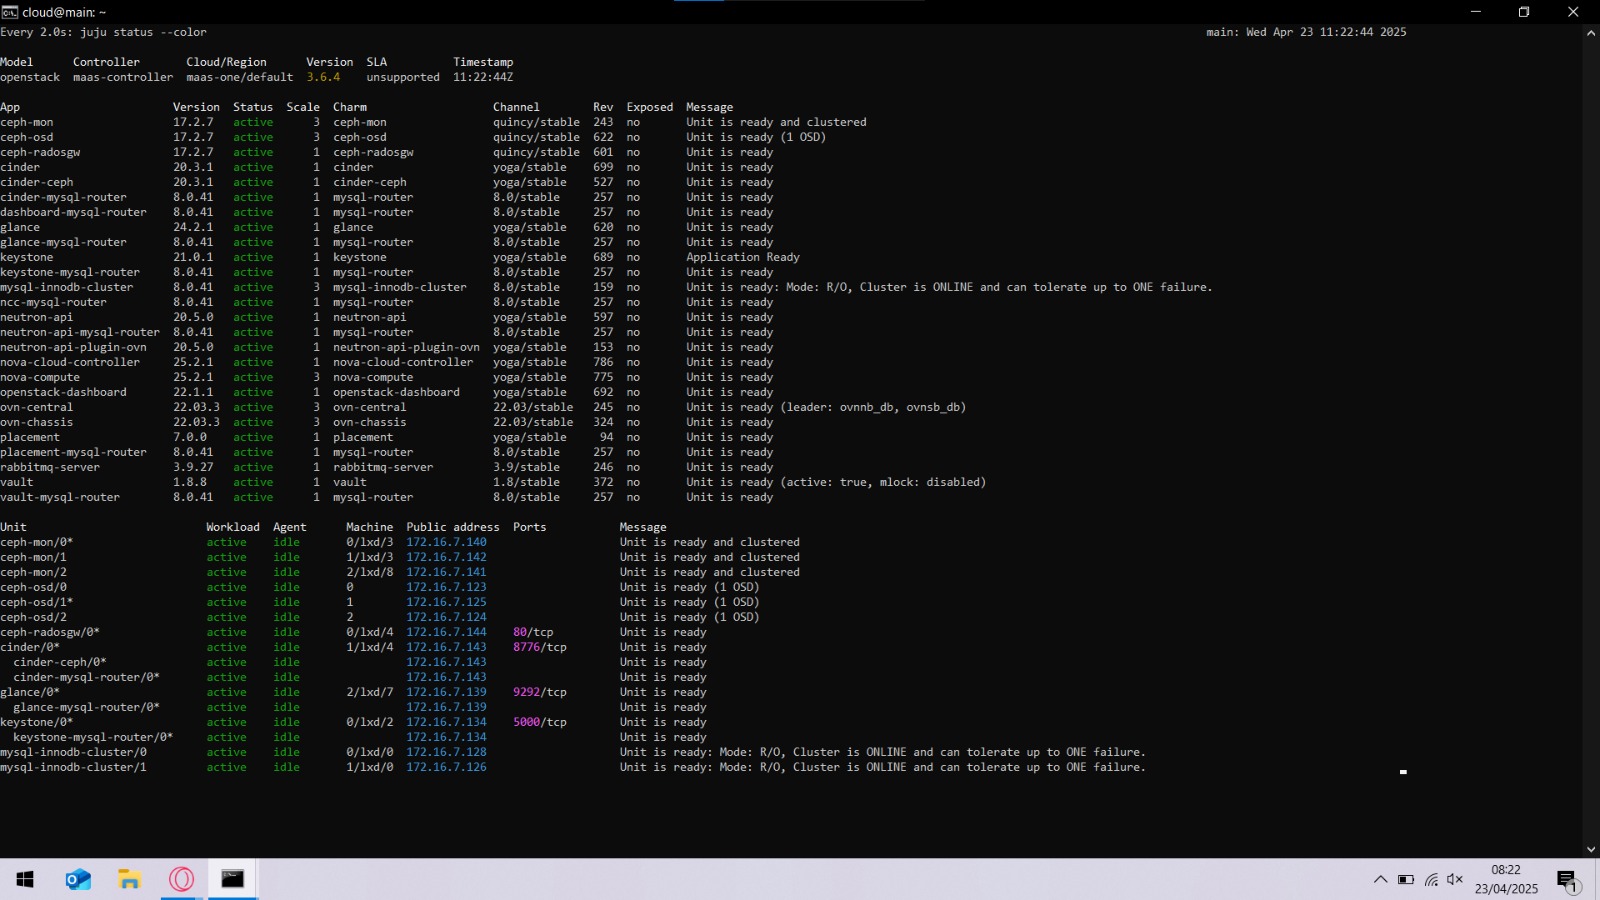 cloud@main: ~
Every 2.0s: juju status --color main: Wed Apr 23 11:22:44 2025
Model Controller Cloud/Region Version SLA Timestamp
openstack maas-controller maas-one/default 3.6.4 unsupported 11:22:44Z
App Version Status Scale Charm Channel Rev Exposed Message
ceph-mon 17.2.7 active 3 ceph-mon quincy/stable 243 no Unit is ready and clustered
ceph-osd 17.2.7 active 3 ceph-osd quincy/stable 622 no Unit is ready (1 OSD)
ceph-radosgw 17.2.7 active 1 ceph-radosgw quincy/stable 601 no Unit is ready
cinder 20.3.1 active 1 cinder yoga/stable 699 no Unit is ready
cinder-ceph 20.3.1 active 1 cinder-ceph yoga/stable 527 no Unit is ready
cinder-mysql-router 8.0.41 active 1 mysql-router 8.0/stable 257 no Unit is ready
dashboard-mysql-router 8.0.41 active 1 mysql-router 8.0/stable 257 no Unit is ready
glance 24.2.1 active 1 glance yoga/stable 620 no Unit is ready
glance-mysql-router 8.0.41 active 1 mysql-router 8.0/stable 257 no Unit is ready
keystone 21.0.1 active 1 keystone yoga/stable 689 no Application Ready
keystone-mysql-router 8.0.41 active 1 mysql-router 8.0/stable 257 no Unit is ready
mysql-innodb-cluster 8.0.41 active 3 mysql-innodb-cluster 8.0/stable 159 no Unit is ready: Mode: R/O, Cluster is ONLINE and can tolerate up to ONE failure.
ncc-mysql-router 8.0.41 active 1 mysql-router 8.0/stable 257 no Unit is ready
neutron-api 20.5.0 active 1 neutron-api yoga/stable 597 no Unit is ready
neutron-api-mysql-router 8.0.41 active 1 mysql-router 8.0/stable 257 no Unit is ready
neutron-api-plugin-ovn 20.5.0 active 1 neutron-api-plugin-ovn yoga/stable 153 no Unit is ready
nova-cloud-controller 25.2.1 active 1 nova-cloud-controller yoga/stable 786 no Unit is ready
nova-compute 25.2.1 active 3 nova-compute yoga/stable 775 no Unit is ready
openstack-dashboard 22.1.1 active 1 openstack-dashboard yoga/stable 692 no Unit is ready
ovn-central 22.03.3 active 3 ovn-central 22.03/stable 245 no Unit is ready (leader: ovnnb_db, ovnsb_db)
ovn-chassis 22.03.3 active 3 ovn-chassis 22.03/stable 324 no Unit is ready
placement 7.0.0 active 1 placement yoga/stable 94 no Unit is ready
placement-mysql-router 8.0.41 active 1 mysql-router 8.0/stable 257 no Unit is ready
rabbitmq-server 3.9.27 active 1 rabbitmq-server 3.9/stable 246 no Unit is ready
vault 1.8.8 active 1 vault 1.8/stable 372 no Unit is ready (active: true, mlock: disabled)
vault-mysql-router 8.0.41 active 1 mysql-router 8.0/stable 257 no Unit is ready
Unit Workload Agent Machine Public address Ports Message
ceph-mon/0* active idle 0/lxd/3 172.16.7.140 Unit is ready and clustered
ceph-mon/1 active idle 1/lxd/3 172.16.7.142 Unit is ready and clustered
ceph-mon/2 active idle 2/lxd/8 172.16.7.141 Unit is ready and clustered
ceph-osd/0 active idle 0 172.16.7.123 Unit is ready (1 OSD)
ceph-osd/1* active idle 1 172.16.7.125 Unit is ready (1 OSD)
ceph-osd/2 active idle 2 172.16.7.124 Unit is ready (1 OSD)
ceph-radosgw/0* active idle 0/lxd/4 172.16.7.144 80/tcp Unit is ready
cinder/0* active idle 1/lxd/4 172.16.7.143 8776/tcp Unit is ready
cinder-ceph/0* active idle 172.16.7.143 Unit is ready
cinder-mysql-router/0* active idle 172.16.7.143 Unit is ready
glance/0* active idle 2/lxd/7 172.16.7.139 9292/tcp Unit is ready
glance-mysql-router/0* active idle 172.16.7.139 Unit is ready
keystone/0* active idle 0/lxd/2 172.16.7.134 5000/tcp Unit is ready
keystone-mysql-router/0* active idle 172.16.7.134 Unit is ready
mysql-innodb-cluster/0 active idle 0/lxd/0 172.16.7.128 Unit is ready: Mode: R/O, Cluster is ONLINE and can tolerate up to ONE failure.
mysql-innodb-cluster/1 active idle 1/lxd/0 172.16.7.126 Unit is ready: Mode: R/O, Cluster is ONLINE and can tolerate up to ONE failure.
08:22
23/04/2025
1